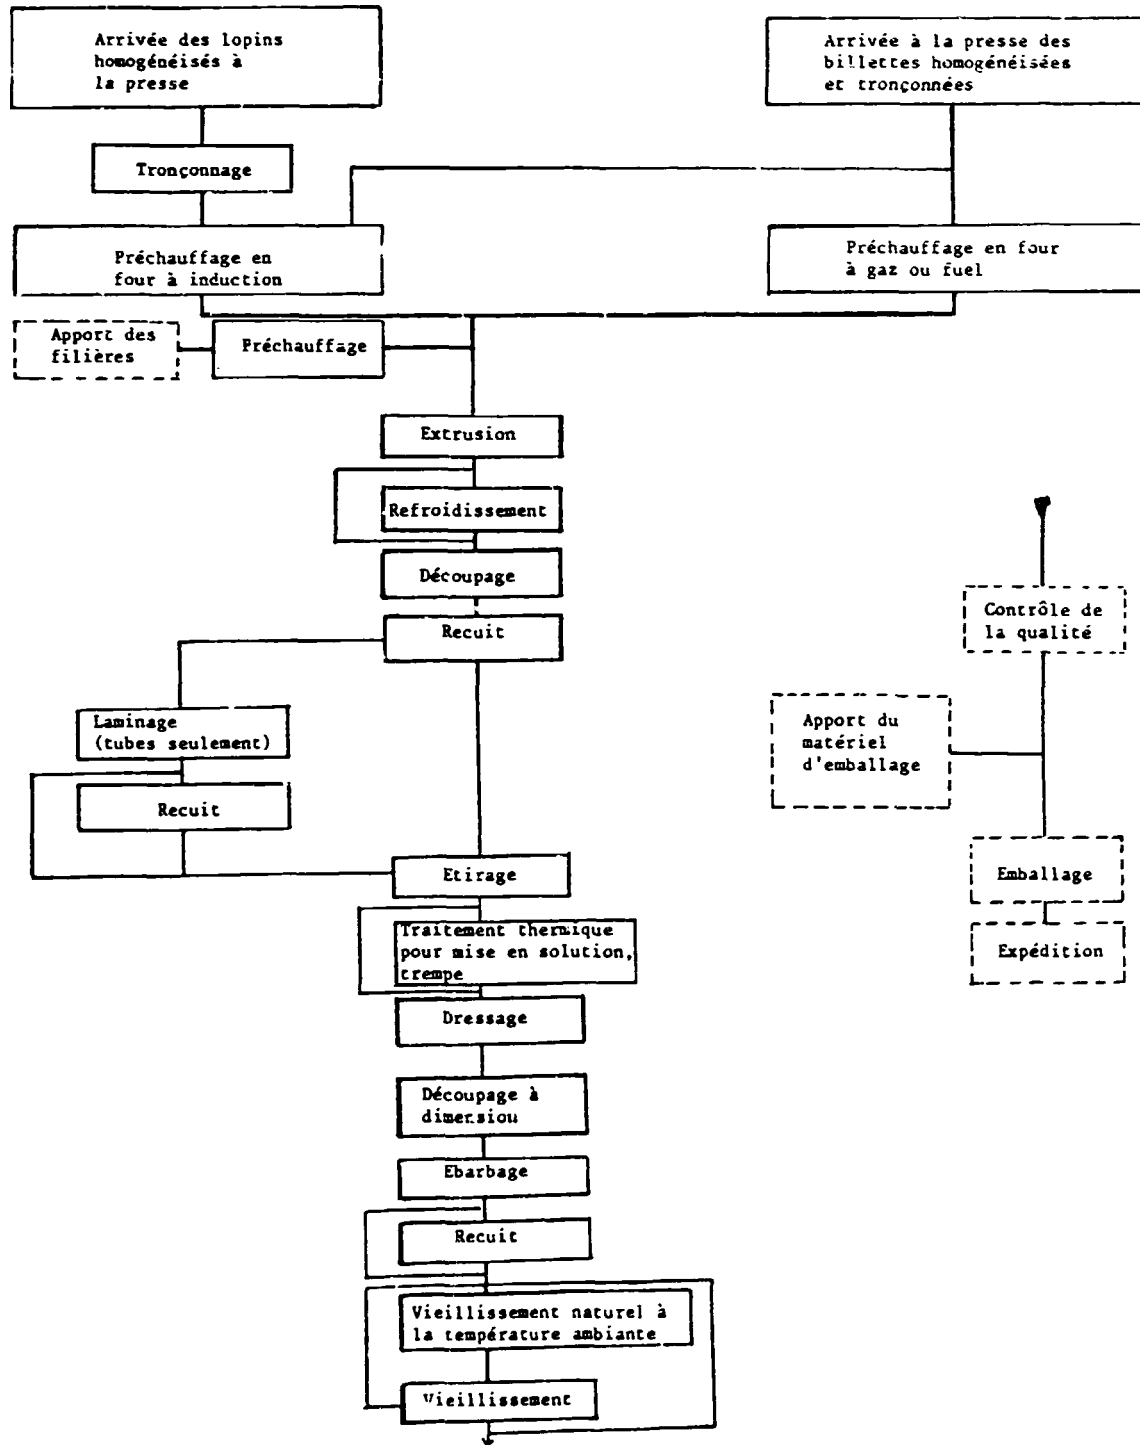 Arrivée des lopins
homogénéisés à
la presse
Arrivée à la presse des
billettes homogénéisées
et tronçonnées
Tronçonnage
Préchauffage en
four à induction
Préchauffage en four
à gaz ou fuel
Apport des
filières
Préchauffage
Extrusion
Refroidissement
Découpage
Recuit
Laminage
(tubes seulement)
Recuit
Etirage
Traitement thermique
pour mise en solution,
trempe
Dressage
Découpage à
dimension
Ebarbage
Recuit
Vieillissement naturel à
la température ambiante
Vieillissement
Contrôle de
la qualité
Apport du
matériel
d'emballage
Emballage
Expédition